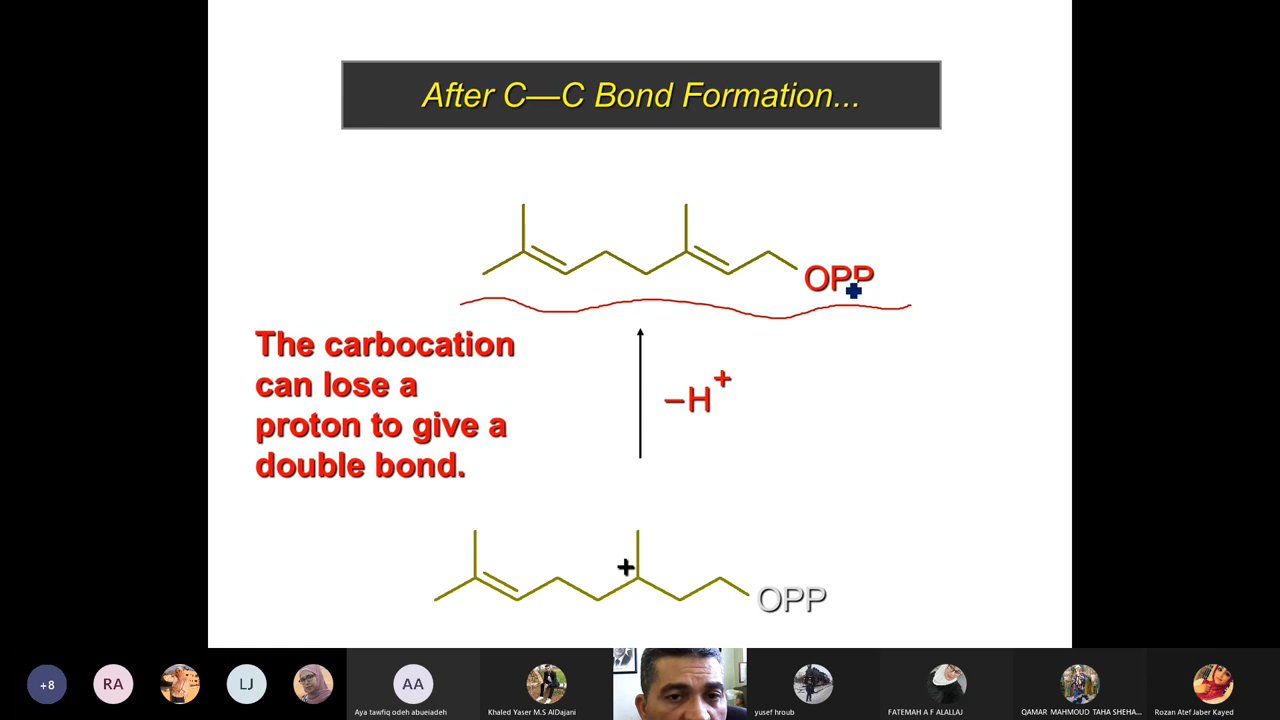 After C—C Bond Formation...
OPP
The carbocation
can lose a
proton to give a
double bond.
–H+
+
OPP
+8
RA
LJ
AA
Aya tawfiq odeh abueiadeh
Khaled Yaser M.S AlDajani
yusef hroub
FATEMAH A F ALALLAJ
QAMAR MAHMOUD TAHA SHEHA...
Rozan Atef Jaber Kayed